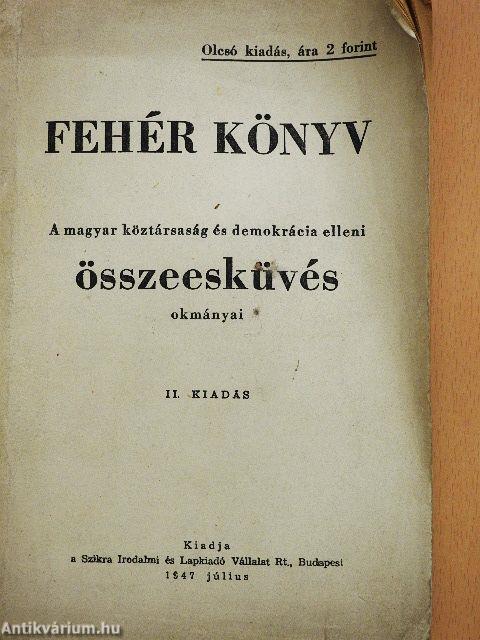 Olcsó kiadás, ára 2 forint
FEHÉR KÖNYV
A magyar köztársaság és demokrácia elleni
összeesküvés
okmányai
II. KIADÁS
Kiadja
a Szikra Irodalmi és Lapkiadó Vállalat Rt., Budapest
1947 július
Antikvárium.hu